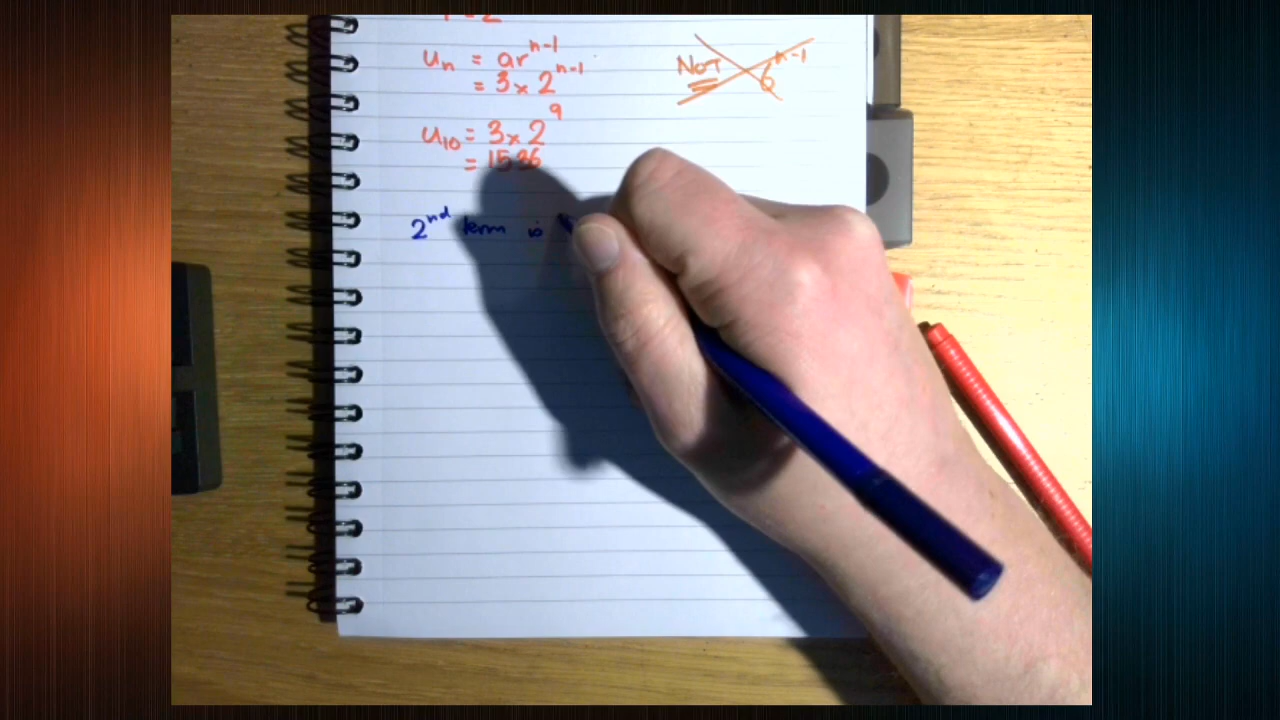 uₙ = arⁿ⁻¹
= 3 × 2ⁿ⁻¹
NOT 6ⁿ⁻¹
u₁₀ = 3 × 2⁹
= 1536
2ⁿᵈ term is